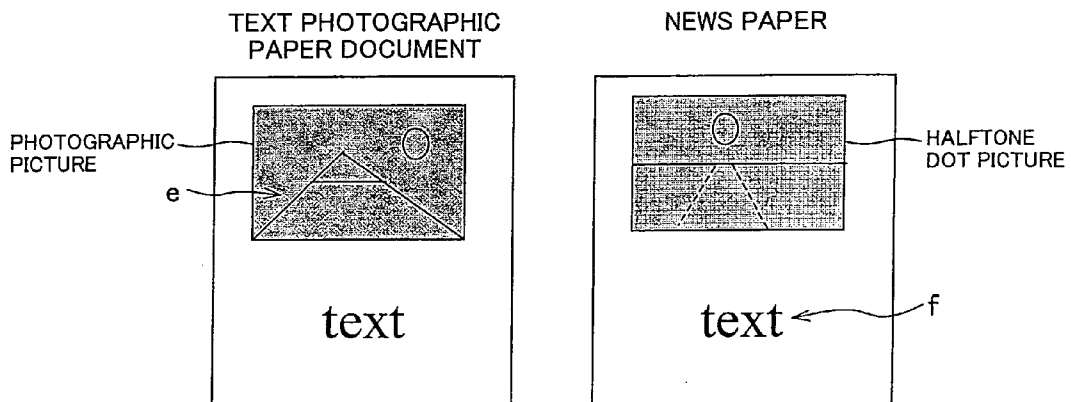 TEXT PHOTOGRAPHIC
PAPER DOCUMENT
NEWS PAPER
PHOTOGRAPHIC
PICTURE
e
HALFTONE
DOT PICTURE
text
text
f